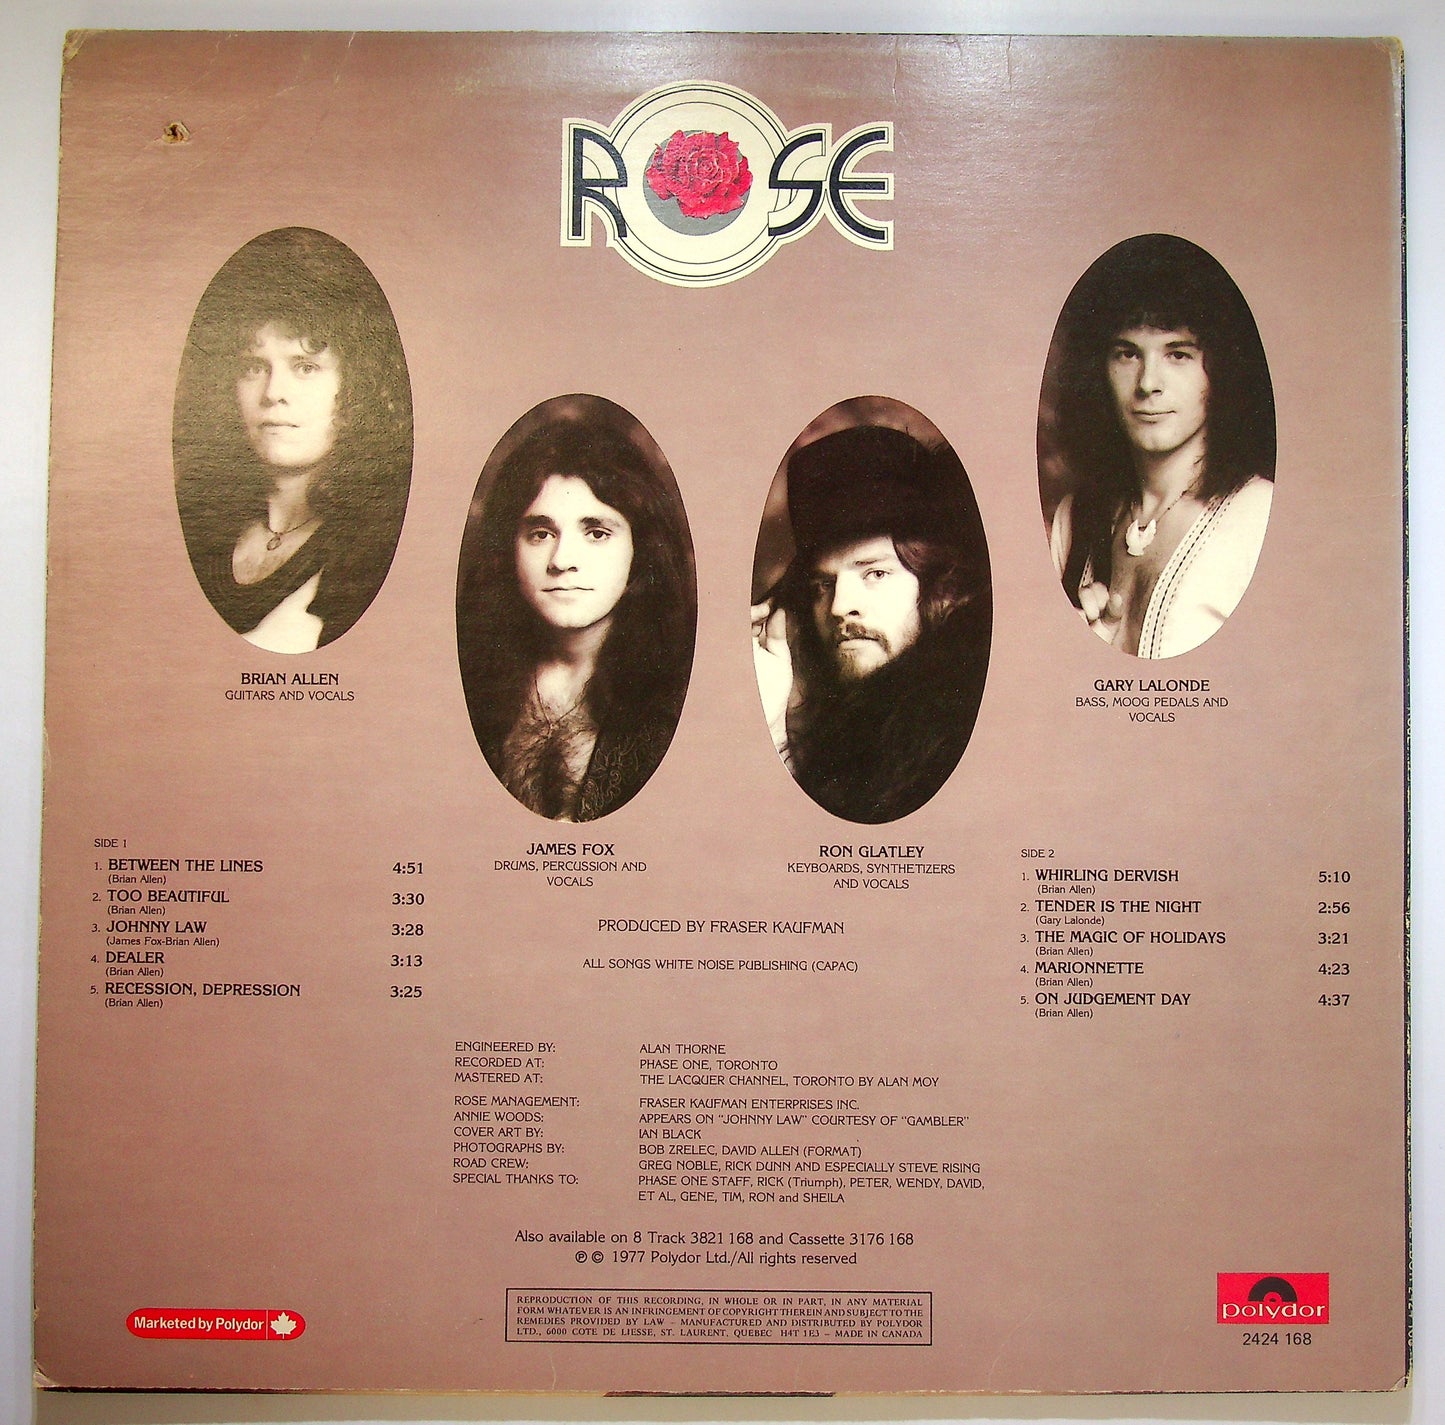 ROSE
BRIAN ALLEN
GUITARS AND VOCALS
GARY LALONDE
BASS, MOOG PEDALS AND
VOCALS
JAMES FOX
DRUMS, PERCUSSION AND
VOCALS
RON GLATLEY
KEYBOARDS, SYNTHETIZERS
AND VOCALS
SIDE 1
1. BETWEEN THE LINES 4:51
(Brian Allen)
2. TOO BEAUTIFUL 3:30
(Brian Allen)
3. JOHNNY LAW 3:28
(James Fox-Brian Allen)
4. DEALER 3:13
(Brian Allen)
5. RECESSION, DEPRESSION 3:25
(Brian Allen)
SIDE 2
1. WHIRLING DERVISH 5:10
(Brian Allen)
2. TENDER IS THE NIGHT 2:56
(Gary Lalonde)
3. THE MAGIC OF HOLIDAYS 3:21
(Brian Allen)
4. MARIONNETTE 4:23
(Brian Allen)
5. ON JUDGEMENT DAY 4:37
(Brian Allen)
PRODUCED BY FRASER KAUFMAN
ALL SONGS WHITE NOISE PUBLISHING (CAPAC)
ENGINEERED BY: ALAN THORNE
RECORDED AT: PHASE ONE, TORONTO
MASTERED AT: THE LACQUER CHANNEL, TORONTO BY ALAN MOY
ROSE MANAGEMENT: FRASER KAUFMAN ENTERPRISES INC.
ANNIE WOODS: APPEARS ON "JOHNNY LAW" COURTESY OF "GAMBLER"
COVER ART BY: IAN BLACK
PHOTOGRAPHS BY: BOB ZRELEC, DAVID ALLEN (FORMAT)
ROAD CREW: GREG NOBLE, RICK DUNN AND ESPECIALLY STEVE RISING
SPECIAL THANKS TO: PHASE ONE STAFF, RICK (Triumph), PETER, WENDY, DAVID,
ET AL, GENE, TIM, RON and SHEILA
Also available on 8 Track 3821 168 and Cassette 3176 168
℗ © 1977 Polydor Ltd./All rights reserved
REPRODUCTION OF THIS RECORDING, IN WHOLE OR IN PART, IN ANY MATERIAL
FORM WHATEVER IS AN INFRINGEMENT OF COPYRIGHT THEREIN AND SUBJECT TO THE
REMEDIES PROVIDED BY LAW – MANUFACTURED AND DISTRIBUTED BY POLYDOR
LTD., 6000 COTE DE LIESSE, ST. LAURENT, QUEBEC H4T 1E3 – MADE IN CANADA
Marketed by Polydor
polydor
2424 168